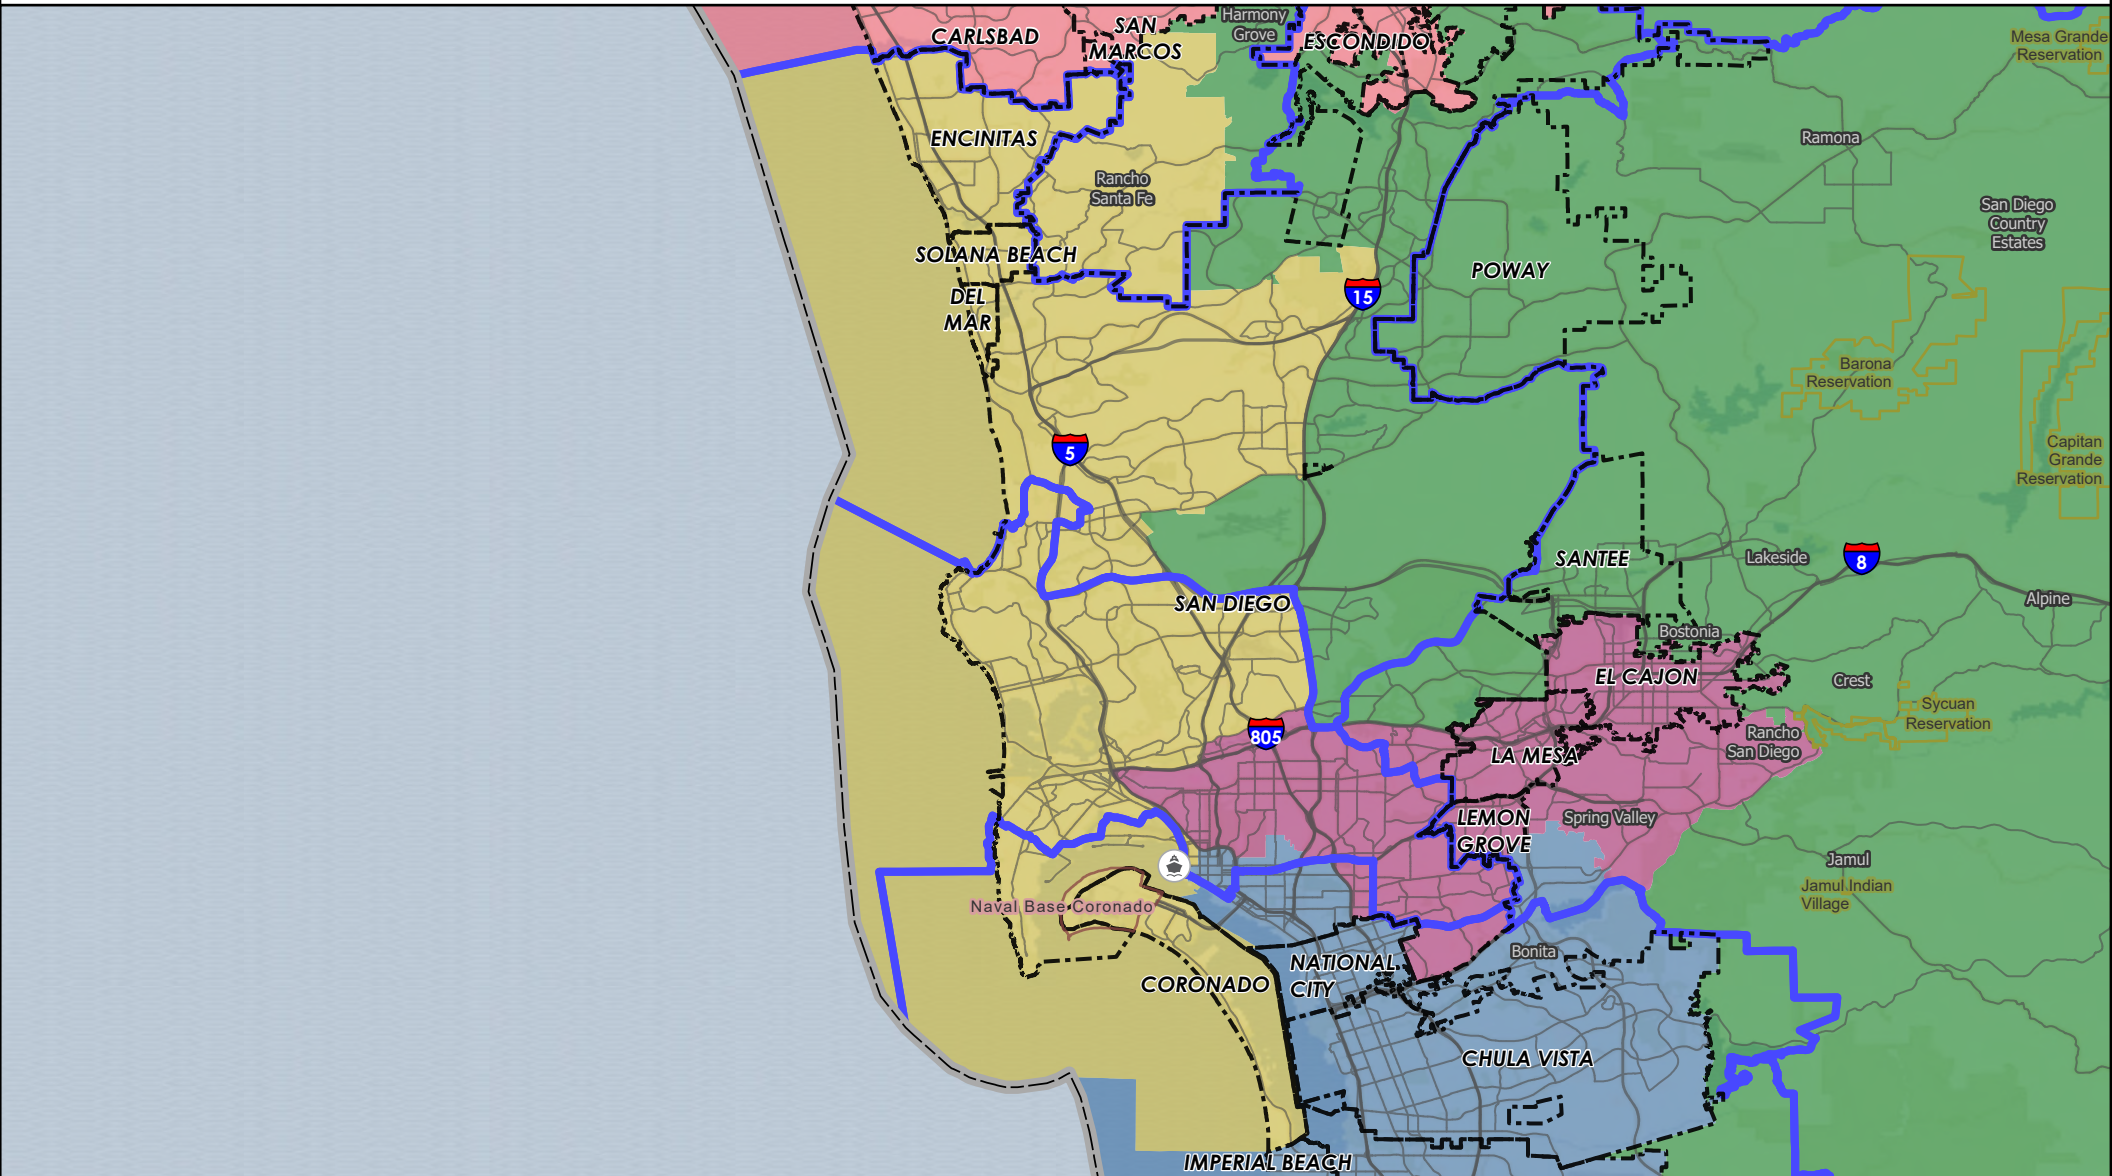 CARLSBAD
SAN
MARCOS
Harmony
Grove
ESCONDIDO
Mesa Grande
Reservation
ENCINITAS
Rancho
Santa Fe
Ramona
San Diego
Country
Estates
SOLANA BEACH
POWAY
DEL
MAR
15
Barona
Reservation
5
Capitan
Grande
Reservation
SANTEE
Lakeside
8
SAN DIEGO
Alpine
Bostonia
EL CAJON
Crest
Sycuan
Reservation
805
Rancho
San Diego
LA MESA
LEMON
GROVE
Spring Valley
Jamul
Jamul Indian
Village
Naval Base Coronado
Bonita
NATIONAL
CITY
CORONADO
CHULA VISTA
IMPERIAL BEACH